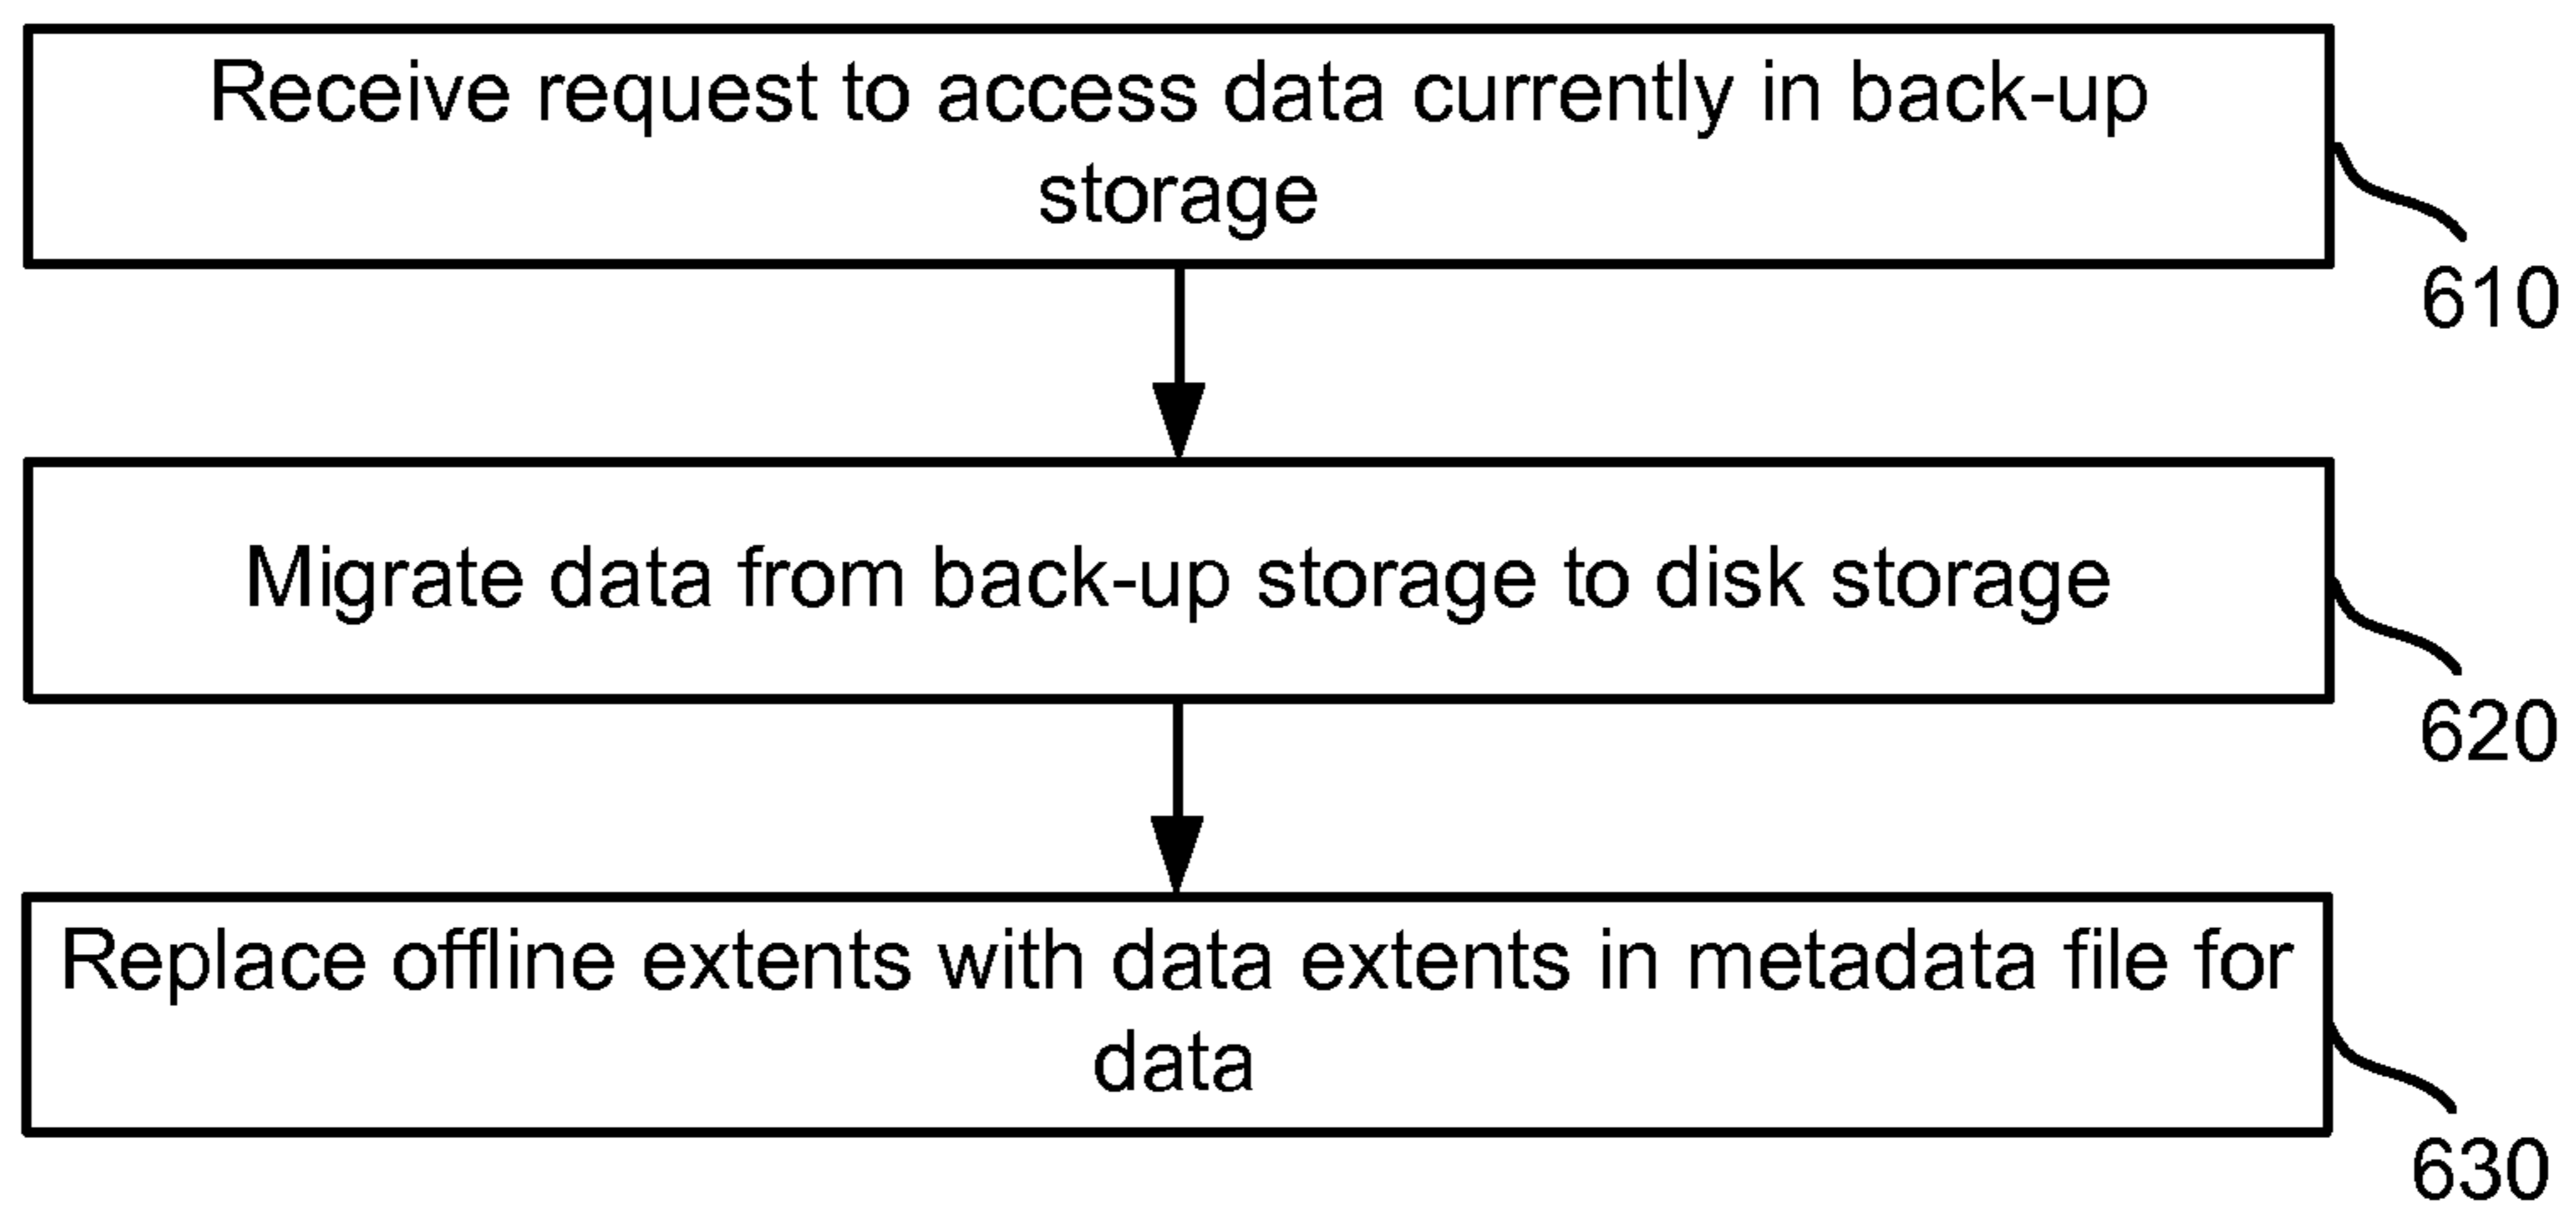 Receive request to access data currently in back-up
storage
610
Migrate data from back-up storage to disk storage
620
Replace offline extents with data extents in metadata file for
data
630